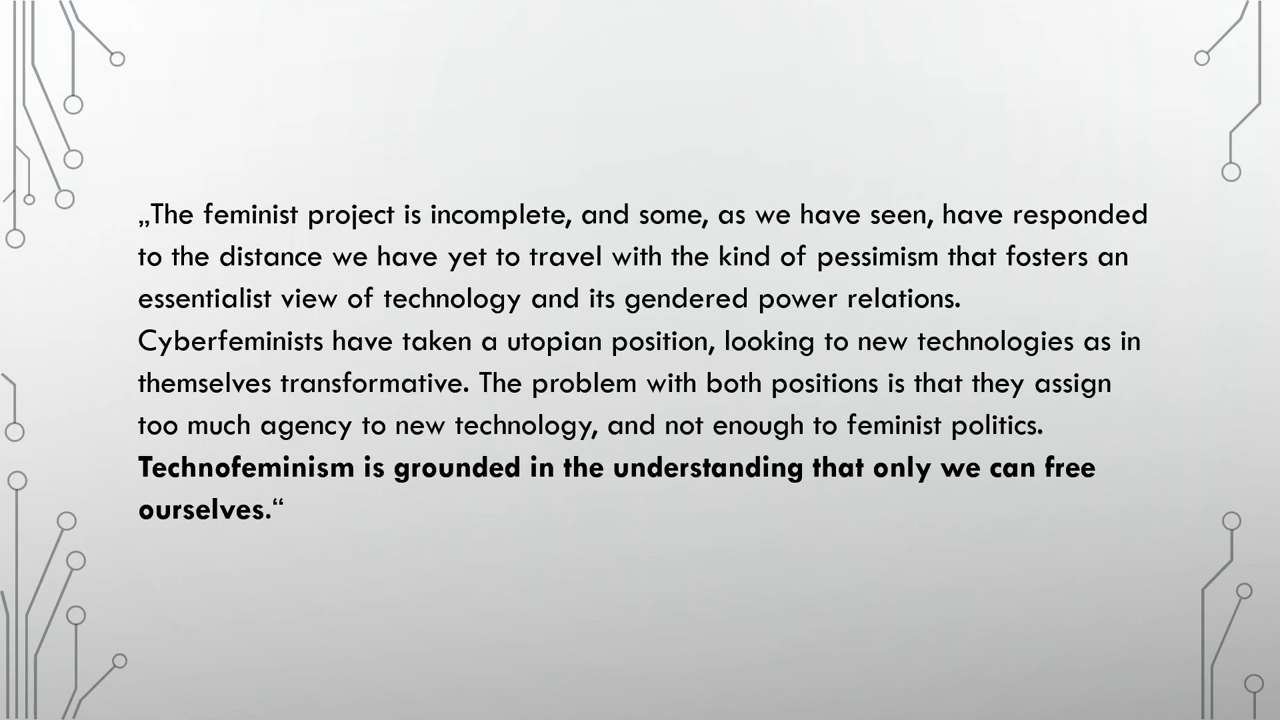 „The feminist project is incomplete, and some, as we have seen, have responded
to the distance we have yet to travel with the kind of pessimism that fosters an
essentialist view of technology and its gendered power relations.
Cyberfeminists have taken a utopian position, looking to new technologies as in
themselves transformative. The problem with both positions is that they assign
too much agency to new technology, and not enough to feminist politics.
Technofeminism is grounded in the understanding that only we can free
ourselves.“